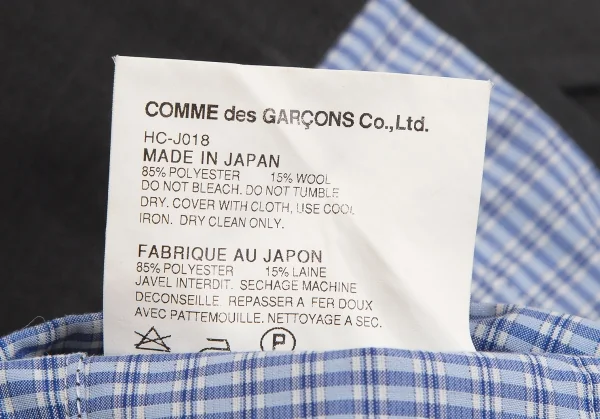 COMME des GARÇONS Co.,Ltd.
HC-J018
MADE IN JAPAN
85% POLYESTER 15% WOOL
DO NOT BLEACH. DO NOT TUMBLE
DRY. COVER WITH CLOTH, USE COOL
IRON. DRY CLEAN ONLY.
FABRIQUE AU JAPON
85% POLYESTER 15% LAINE
JAVEL INTERDIT. SECHAGE MACHINE
DECONSEILLE. REPASSER A FER DOUX
AVEC PATTEMOUILLE. NETTOYAGE A SEC.
P